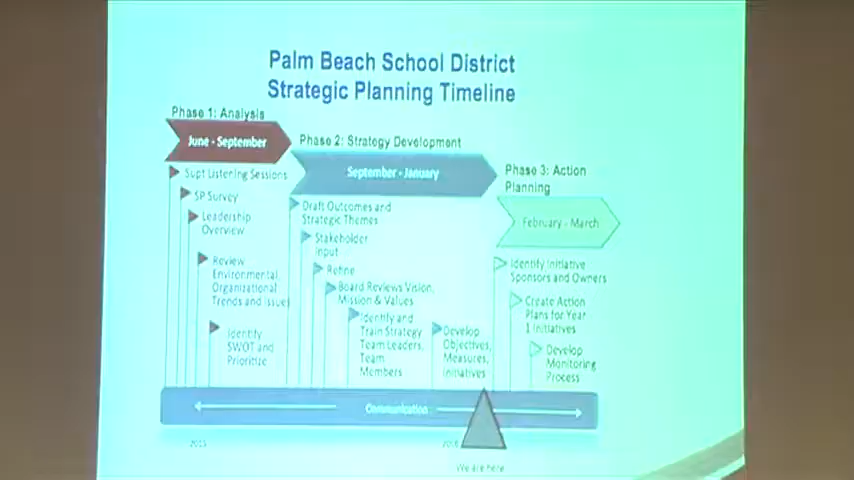 Palm Beach School District
Strategic Planning Timeline
Phase 1: Analysis
June - September
Supt Listening Sessions
SP Survey
Leadership
Overview
Review
Environmental,
Organizational
Trends and Issues
Identify
SWOT and
Prioritize
Phase 2: Strategy Development
September - January
Draft Outcomes and
Strategic Themes
Stakeholder
Input
Refine
Board Reviews Vision,
Mission & Values
Identify and
Train Strategy
Team Leaders,
Team
Members
Develop
Objectives,
Measures,
Initiatives
Phase 3: Action
Planning
February - March
Identify Initiative
Sponsors and Owners
Create Action
Plans for Year
1 Initiatives
Develop
Monitoring
Process
Communication
2015
2016
We are here